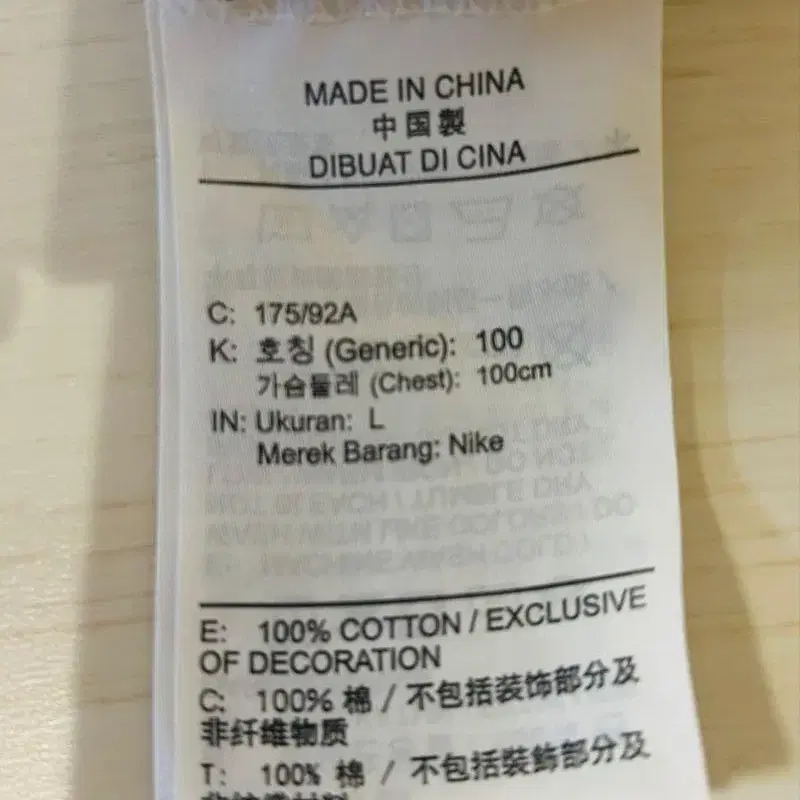 MADE IN CHINA
中国製
DIBUAT DI CINA
C: 175/92A
K: 호칭 (Generic): 100
가슴둘레 (Chest): 100cm
IN: Ukuran: L
Merek Barang: Nike
E: 100% COTTON / EXCLUSIVE
OF DECORATION
C: 100% 棉 / 不包括装饰部分及
非纤维物质
T: 100% 棉 / 不包括裝飾部分及